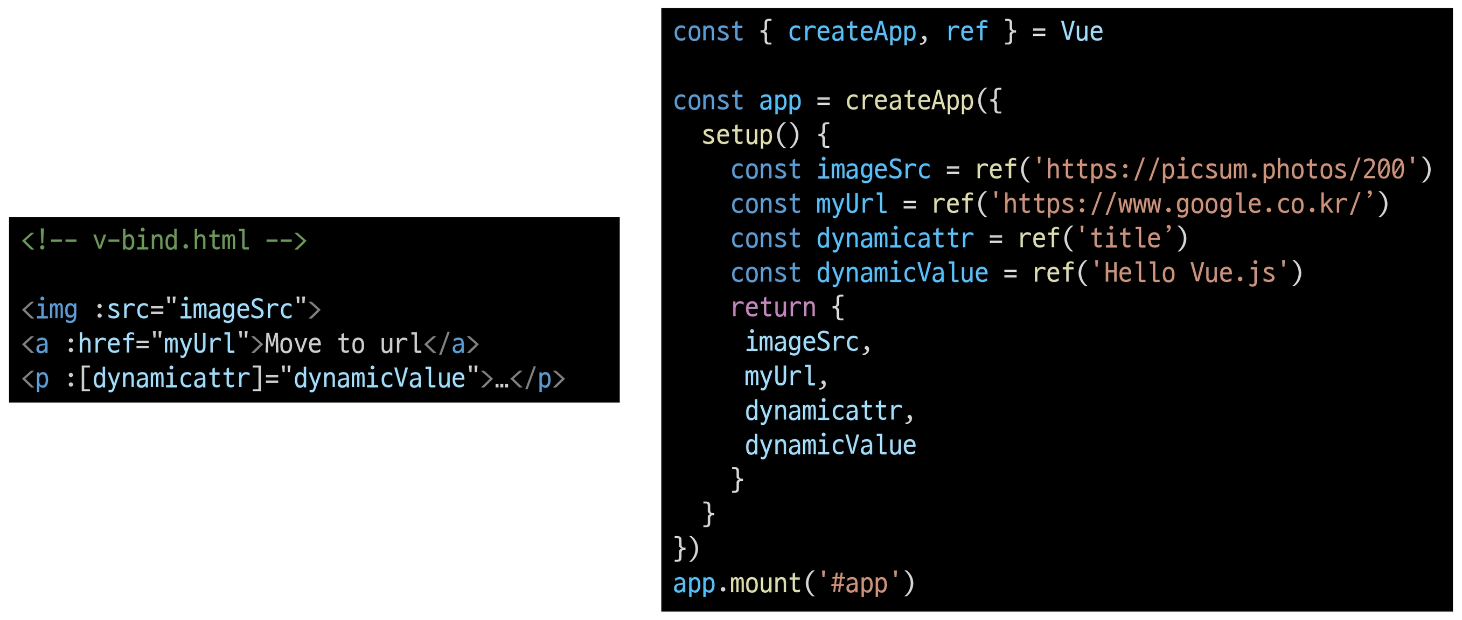 <!-- v-bind.html -->
<img :src="imageSrc">
<a :href="myUrl">Move to url</a>
<p :[dynamicattr]="dynamicValue">…</p>
const { createApp, ref } = Vue
const app = createApp({
  setup() {
    const imageSrc = ref('https://picsum.photos/200')
    const myUrl = ref('https://www.google.co.kr/’)
    const dynamicattr = ref('title’)
    const dynamicValue = ref('Hello Vue.js')
    return {
     imageSrc,
     myUrl,
     dynamicattr,
     dynamicValue
    }
  }
})
app.mount('#app')